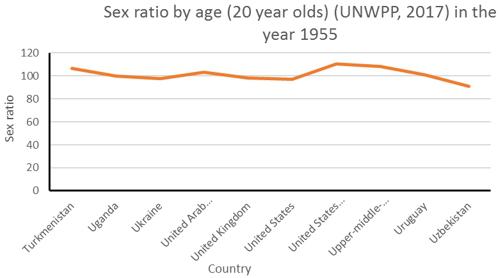 Sex ratio by age (20 year olds) (UNWPP, 2017) in the
year 1955
120
100
80
60
40
20
0
Sex ratio
Turkmenistan
Uganda
Ukraine
United Arab...
United Kingdom
United States
United States...
Upper-middle-...
Uruguay
Uzbekistan
Country